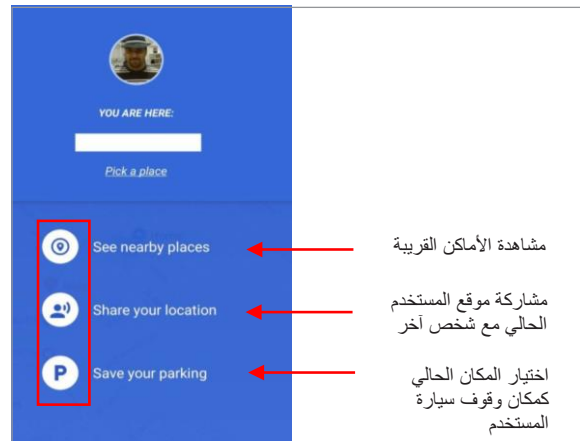 YOU ARE HERE:
Pick a place
See nearby places
مشاهدة الأماكن القريبة
Share your location
مشاركة موقع المستخدم
الحالي مع شخص آخر
P
Save your parking
اختيار المكان الحالي
كمكان وقوف سيارة
المستخدم